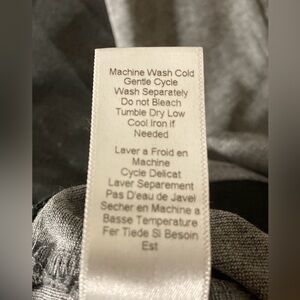 Machine Wash Cold
Gentle Cycle
Wash Separately
Do not Bleach
Tumble Dry Low
Cool Iron if
Needed
Laver a Froid en
Machine
Cycle Delicat
Laver Separement
Pas D'eau de Javel
Secher en Machine a
Basse Temperature
Fer Tiede Si Besoin
Est